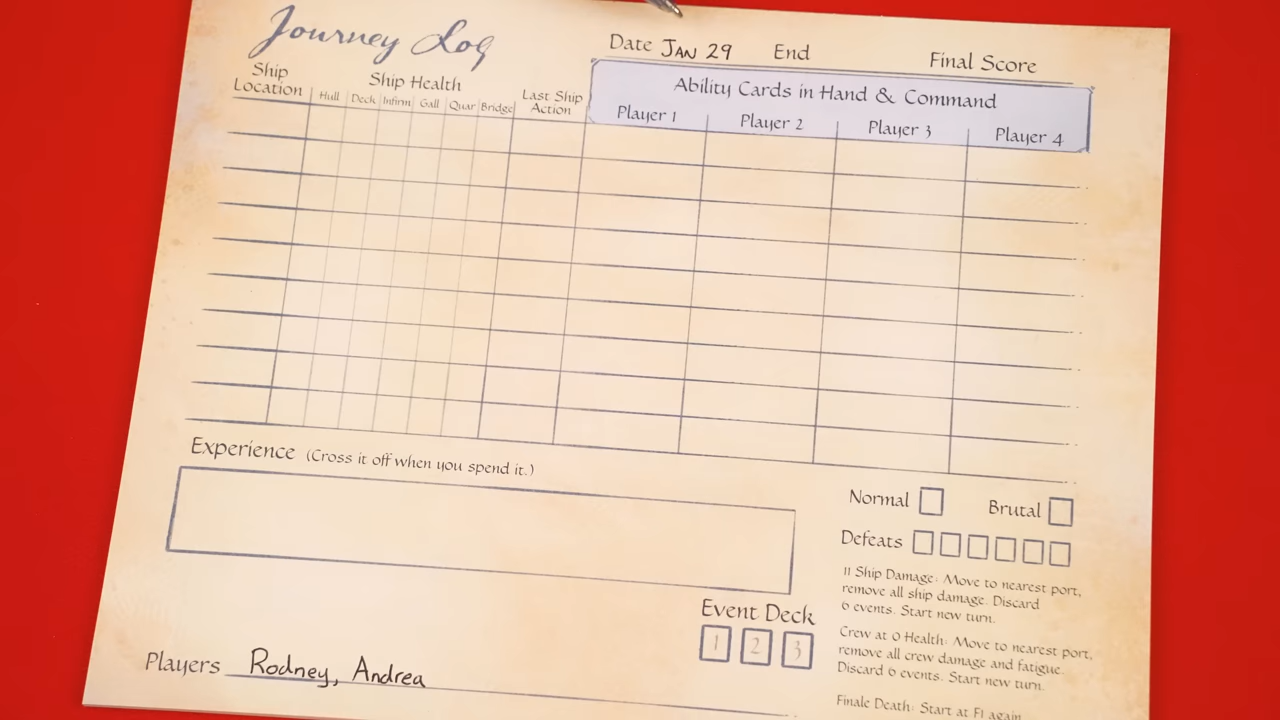 Journey Log
Date Jan 29 End Final Score
Ship Location
Ship Health
Hull Deck Infirm Gall Quar Bridge
Last Ship Action
Ability Cards in Hand & Command
Player 1 Player 2 Player 3 Player 4
Experience (Cross it off when you spend it.)
Normal Brutal
Defeats
11 Ship Damage: Move to nearest port,
remove all ship damage. Discard
6 events. Start new turn.
Event Deck
1 2 3
Crew at 0 Health: Move to nearest port,
remove all crew damage and fatigue.
Discard 6 events. Start new turn.
Players Rodney, Andrea
Finale Death: Start at F1 again